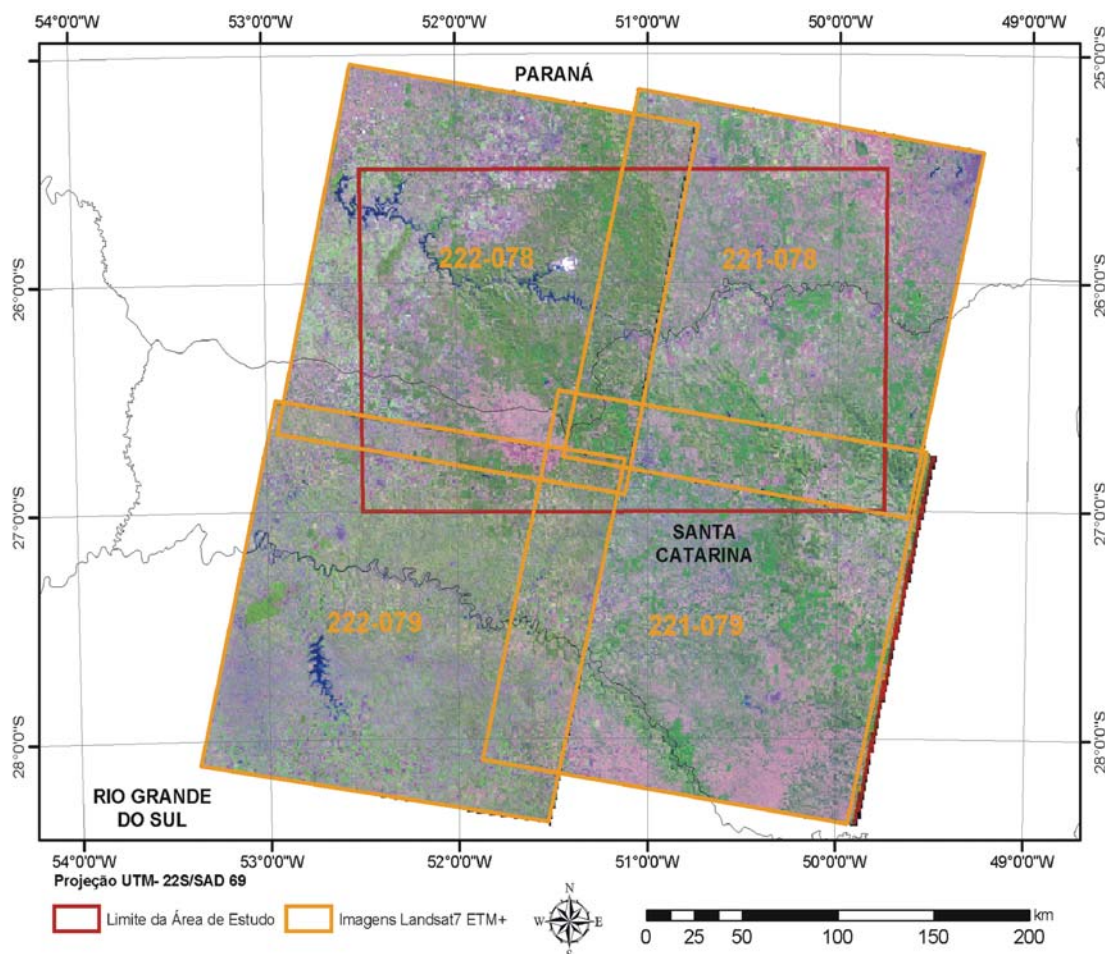 54°0'0"W 53°0'0"W 52°0'0"W 51°0'0"W 50°0'0"W 49°0'0"W
25°0'0"S
PARANÁ
222-078
221-078
26°0'0"S
26°0'0"S
27°0'0"S
27°0'0"S
SANTA
CATARINA
222-079
221-079
28°0'0"S
28°0'0"S
RIO GRANDE
DO SUL
54°0'0"W 53°0'0"W 52°0'0"W 51°0'0"W 50°0'0"W 49°0'0"W
Projeção UTM- 22S/SAD 69
Limite da Área de Estudo
Imagens Landsat7 ETM+
N
W E
S
km
0 25 50 100 150 200